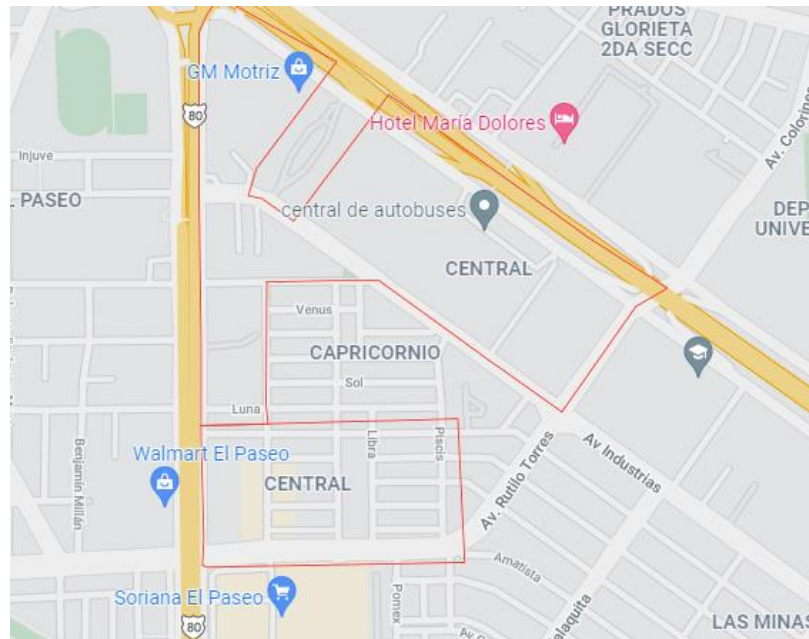 PRADOS
GLORIETA
2DA SECC
GM Motriz
80
Hotel María Dolores
Av. Colorines
Injuve
L PASEO
central de autobuses
DEP
UNIVE
CENTRAL
Venus
CAPRICORNIO
Sol
Luna
Libra
Piscis
Benjamín Millán
Walmart El Paseo
CENTRAL
Av. Rutilo Torres
Av Industrias
Amatista
Soriana El Paseo
Pomex
80
LAS MINAS